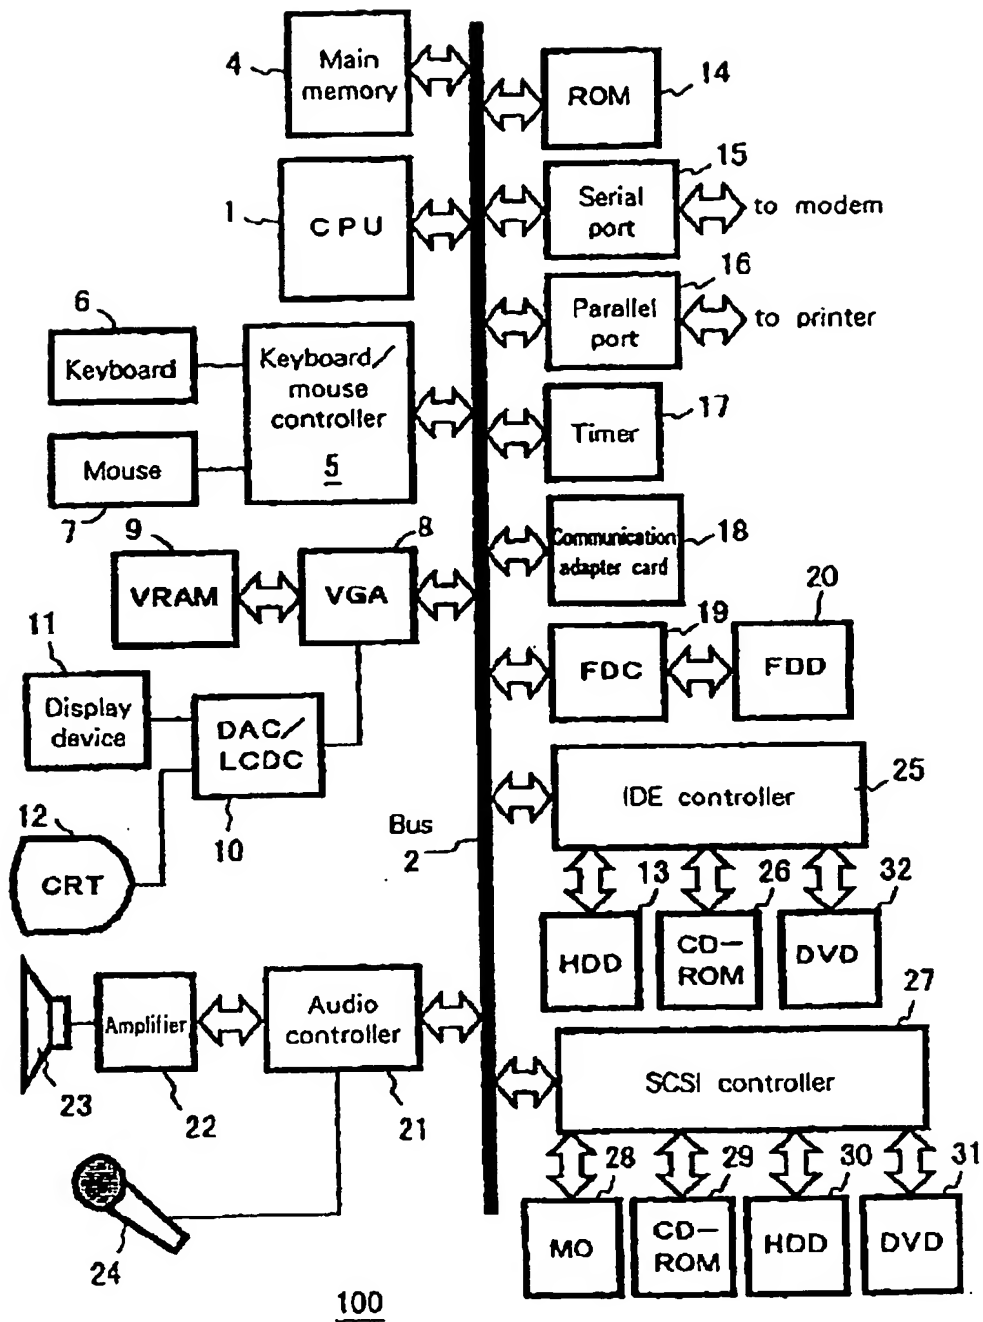 4
Main
memory
ROM
14
1
CPU
15
Serial
port
to modem
16
Parallel
port
to printer
6
Keyboard
Keyboard/
mouse
controller
5
Mouse
7
17
Timer
Communication
adapter card
18
9
VRAM
8
VGA
19
FDC
20
FDD
11
Display
device
DAC/
LCDC
10
12
CRT
Bus
2
IDE controller
25
13
HDD
26
CD-
ROM
32
DVD
23
Amplifier
22
Audio
controller
21
24
27
SCSI controller
28
MO
29
CD-
ROM
30
HDD
31
DVD
100